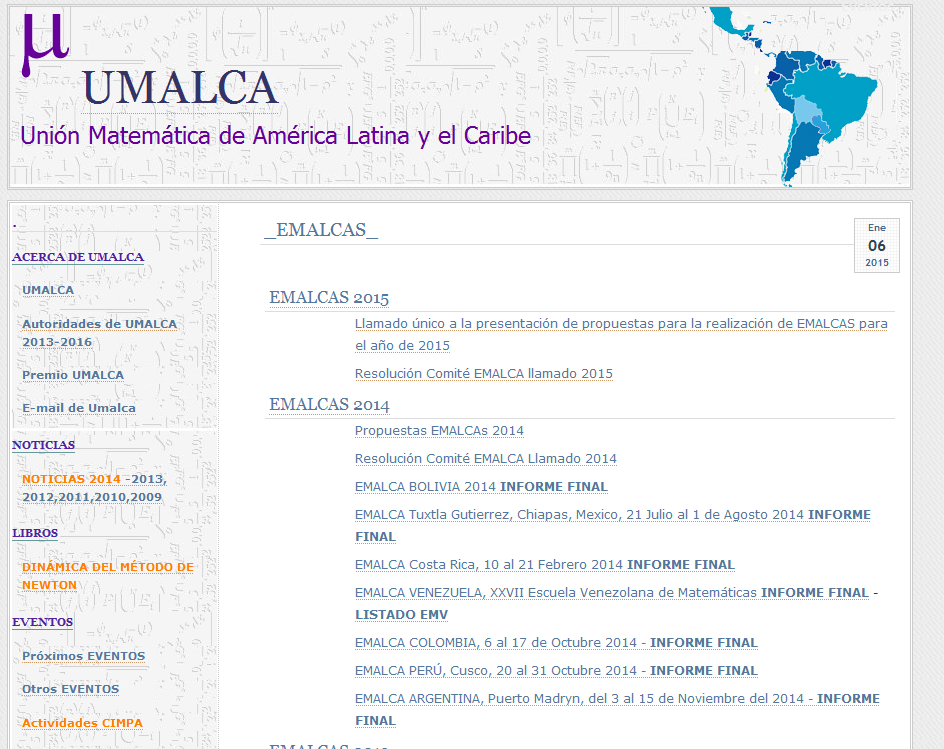 μ
UMALCA
Unión Matemática de América Latina y el Caribe
.
ACERCA DE UMALCA
UMALCA
Autoridades de UMALCA
2013-2016
Premio UMALCA
E-mail de Umalca
NOTICIAS
NOTICIAS 2014 -2013,
2012,2011,2010,2009
LIBROS
DINÁMICA DEL MÉTODO DE
NEWTON
EVENTOS
Próximos EVENTOS
Otros EVENTOS
Actividades CIMPA
_EMALCAS_
Ene
06
2015
EMALCAS 2015
Llamado único a la presentación de propuestas para la realización de EMALCAS para
el año de 2015
Resolución Comité EMALCA llamado 2015
EMALCAS 2014
Propuestas EMALCAs 2014
Resolución Comité EMALCA Llamado 2014
EMALCA BOLIVIA 2014 INFORME FINAL
EMALCA Tuxtla Gutierrez, Chiapas, Mexico, 21 Julio al 1 de Agosto 2014 INFORME
FINAL
EMALCA Costa Rica, 10 al 21 Febrero 2014 INFORME FINAL
EMALCA VENEZUELA, XXVII Escuela Venezolana de Matemáticas INFORME FINAL -
LISTADO EMV
EMALCA COLOMBIA, 6 al 17 de Octubre 2014 - INFORME FINAL
EMALCA PERÚ, Cusco, 20 al 31 Octubre 2014 - INFORME FINAL
EMALCA ARGENTINA, Puerto Madryn, del 3 al 15 de Noviembre del 2014 - INFORME
FINAL